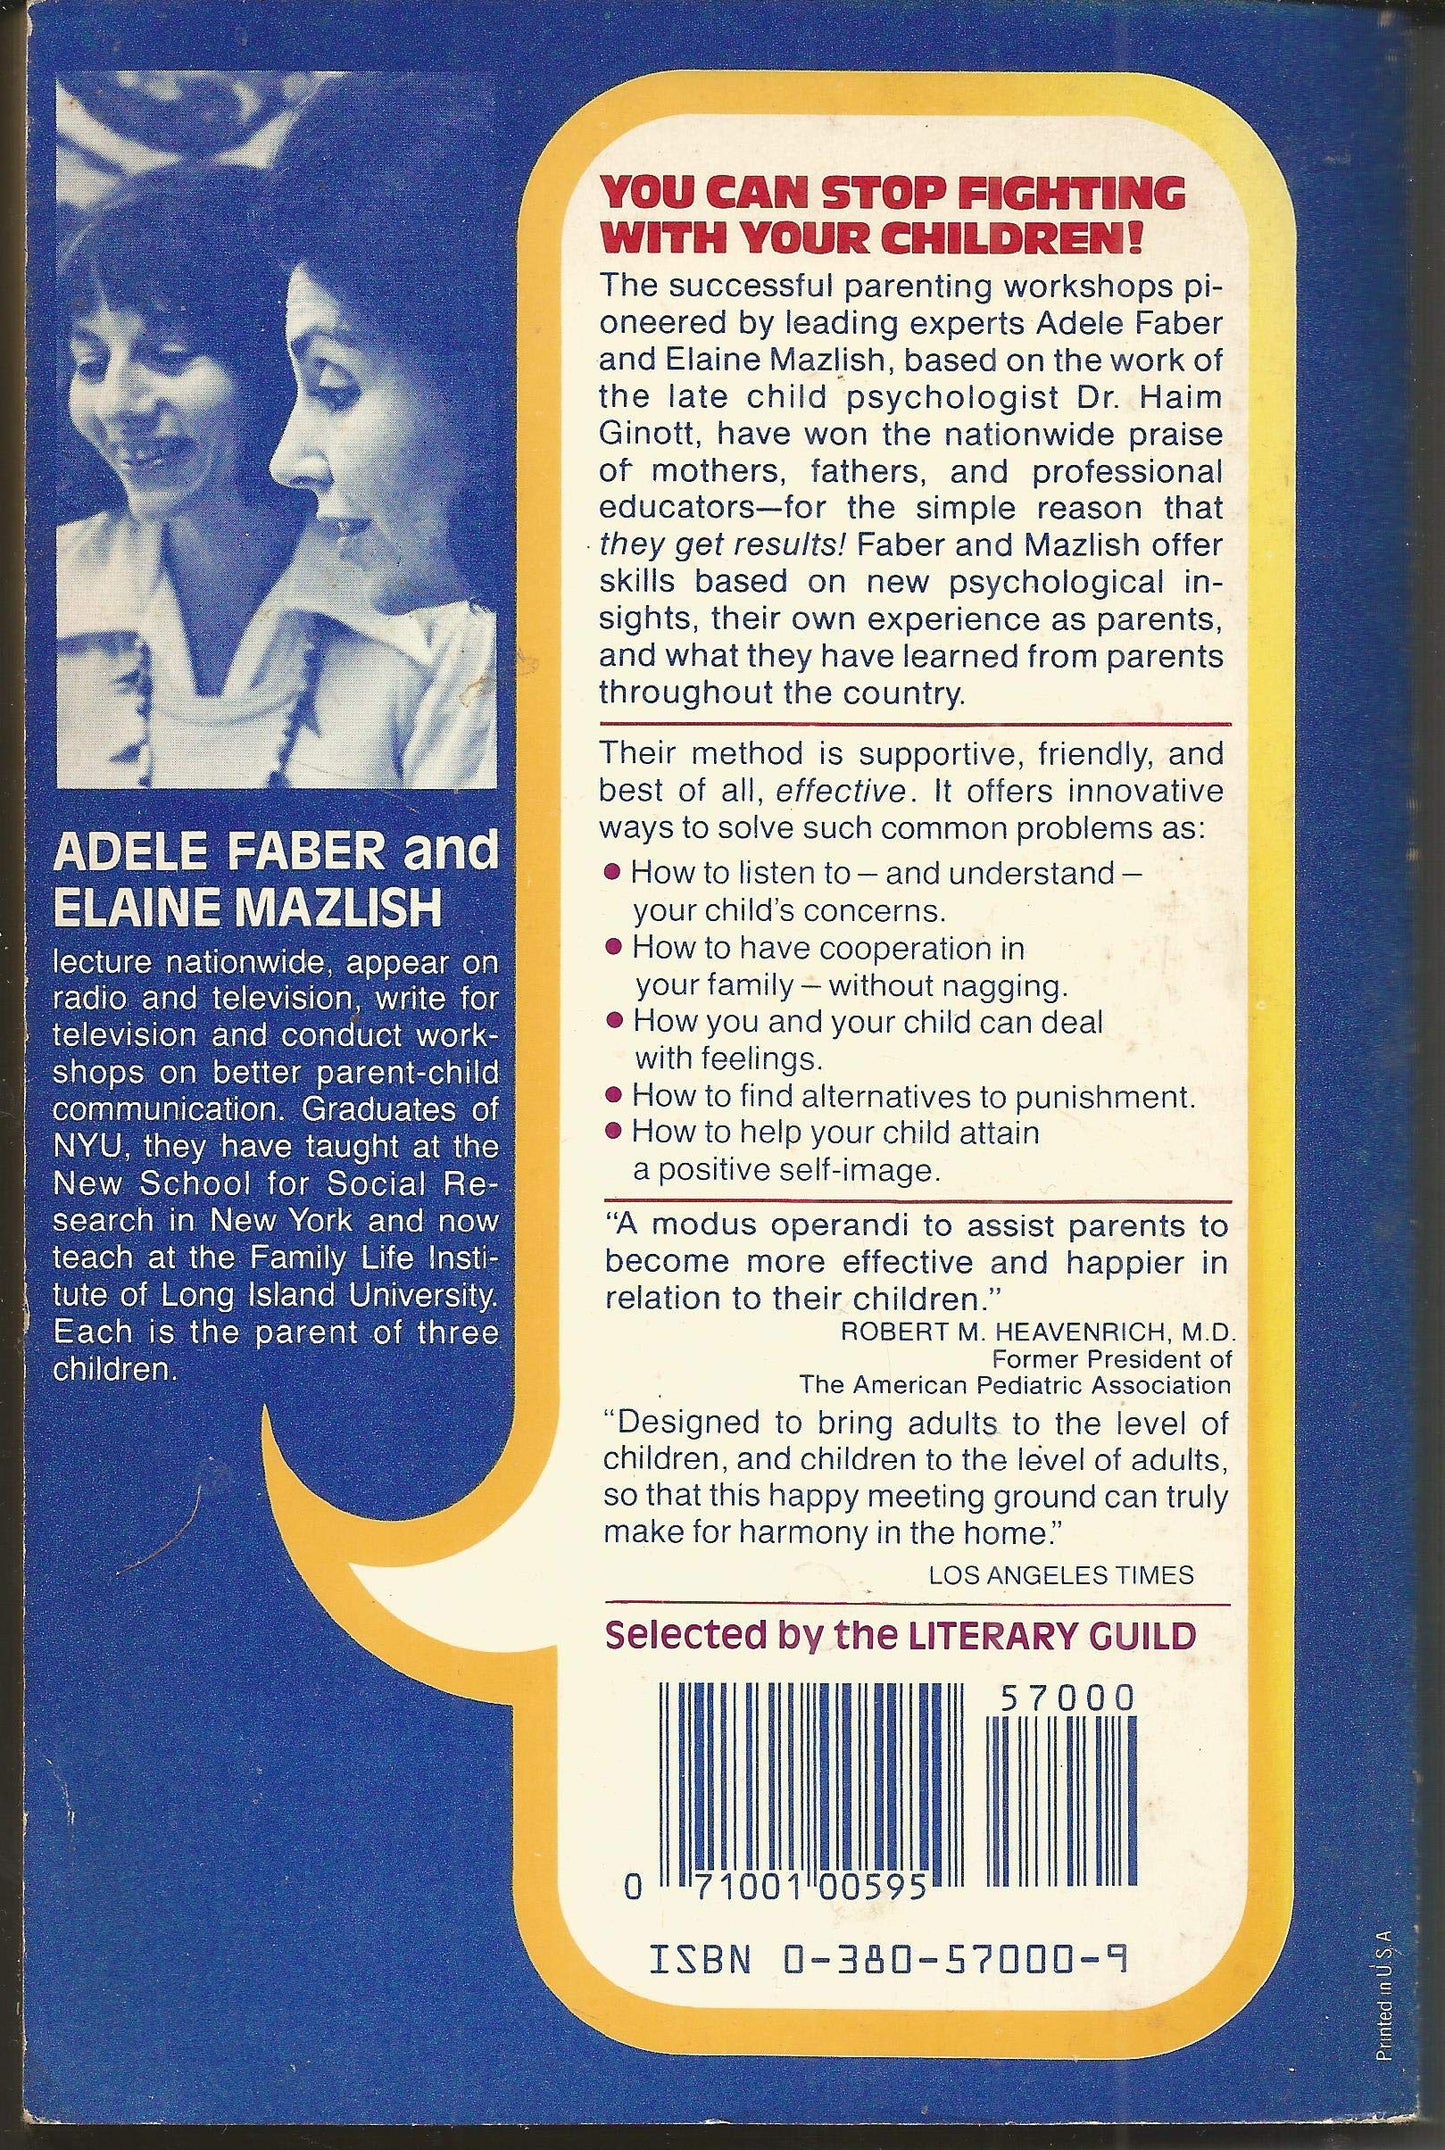 YOU CAN STOP FIGHTING
WITH YOUR CHILDREN!
The successful parenting workshops pi-
oneered by leading experts Adele Faber
and Elaine Mazlish, based on the work of
the late child psychologist Dr. Haim
Ginott, have won the nationwide praise
of mothers, fathers, and professional
educators—for the simple reason that
they get results! Faber and Mazlish offer
skills based on new psychological in-
sights, their own experience as parents,
and what they have learned from parents
throughout the country.
Their method is supportive, friendly, and
best of all, effective. It offers innovative
ways to solve such common problems as:
● How to listen to – and understand –
your child's concerns.
● How to have cooperation in
your family – without nagging.
● How you and your child can deal
with feelings.
● How to find alternatives to punishment.
● How to help your child attain
a positive self-image.
"A modus operandi to assist parents to
become more effective and happier in
relation to their children."
ROBERT M. HEAVENRICH, M.D.
Former President of
The American Pediatric Association
"Designed to bring adults to the level of
children, and children to the level of adults,
so that this happy meeting ground can truly
make for harmony in the home."
LOS ANGELES TIMES
Selected by the LITERARY GUILD
57000
0 71001 00595
ISBN 0-380-57000-9
ADELE FABER and
ELAINE MAZLISH
lecture nationwide, appear on
radio and television, write for
television and conduct work-
shops on better parent-child
communication. Graduates of
NYU, they have taught at the
New School for Social Re-
search in New York and now
teach at the Family Life Insti-
tute of Long Island University.
Each is the parent of three
children.
Printed in U.S.A